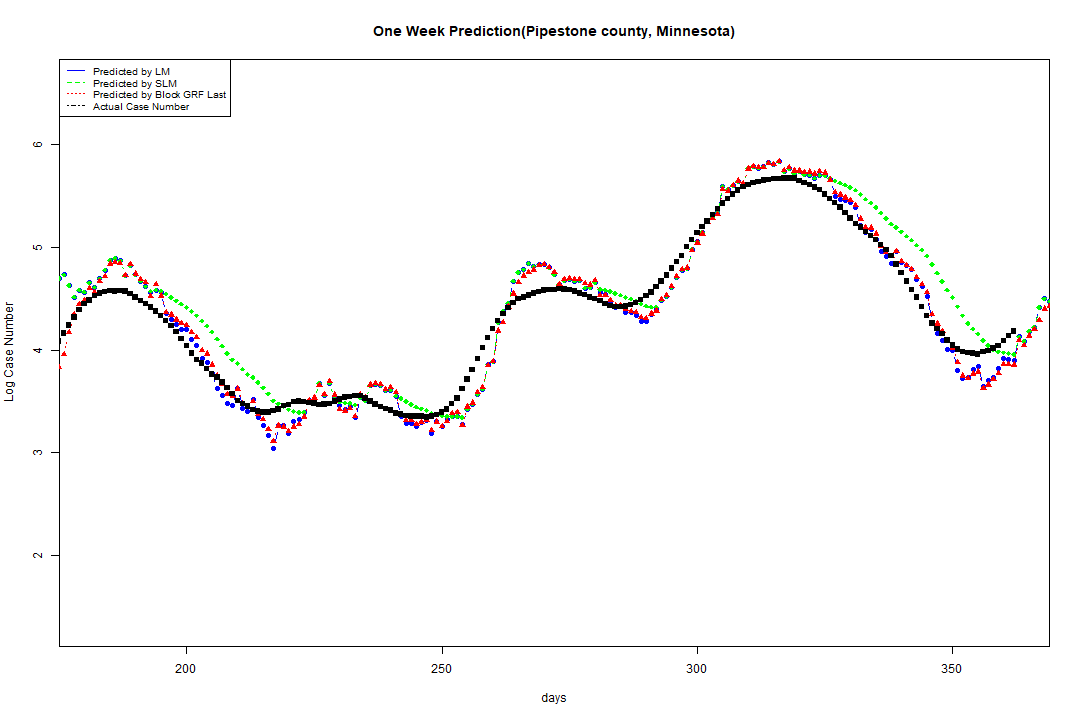 One Week Prediction(Pipestone county, Minnesota)
Predicted by LM
Predicted by SLM
Predicted by Block GRF Last
Actual Case Number
6
5
4
3
2
Log Case Number
200 250 300 350
days